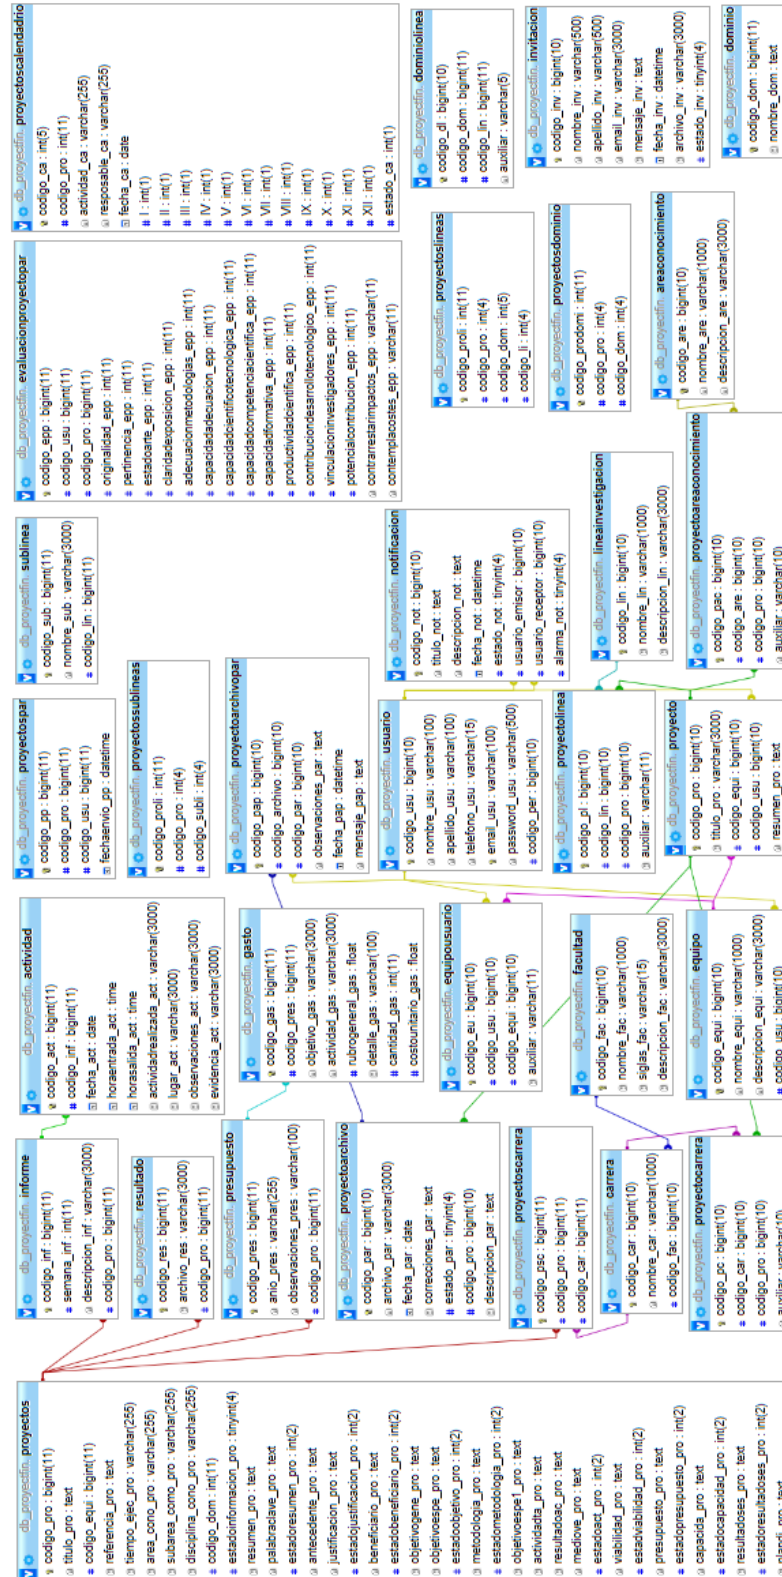 db_proyectfin proyectos
codigo_pro : bigint(11)
titulo_pro : text
codigo_equi : bigint(11)
referencia_pro : text
tiempo_ejec_pro : varchar(255)
area_como_pro : varchar(255)
subarea_como_pro : varchar(255)
disciplina_como_pro : varchar(255)
codigo_dom : int(11)
estadoinformacion_pro : tinyint(4)
resumen_pro : text
palabraclave_pro : text
estadoresumen_pro : int(2)
antecedente_pro : text
justificacion_pro : text
estadojustificacion_pro : int(2)
beneficiario_pro : text
estadobeneficiario_pro : int(2)
objetivogene_pro : text
objetivoespe_pro : text
estadoobjetivo_pro : int(2)
metodologia_pro : text
estadometodologia_pro : int(2)
objetivoespe1_pro : text
actividadta_pro : text
resultadoac_pro : text
mediove_pro : text
estadoact_pro : int(2)
viabilidad_pro : text
estadviabilidad_pro : int(2)
presupuesto_pro : text
estadopresupuesto_pro : int(2)
capacida_pro : text
estadocapacidad_pro : int(2)
resultadoses_pro : text
estadoresultadoses_pro : int(2)
db_proyectfin informe
codigo_inf : bigint(11)
semana_inf : int(11)
descripcion_inf : varchar(3000)
codigo_pro : bigint(11)
db_proyectfin resultado
codigo_res : bigint(11)
archivo_res : varchar(3000)
codigo_pro : bigint(11)
db_proyectfin presupuesto
codigo_pres : bigint(11)
anio_pres : varchar(255)
observaciones_pres : varchar(100)
codigo_pro : bigint(11)
db_proyectfin proyectoarchivo
codigo_par : bigint(10)
archivo_par : varchar(3000)
fecha_par : date
correciones_par : text
estado_par : tinyint(4)
codigo_pro : bigint(10)
descripcion_par : text
db_proyectfin proyectoscarrera
codigo_psc : bigint(11)
codigo_pro : bigint(11)
codigo_car : bigint(11)
db_proyectfin carrera
codigo_car : bigint(10)
nombre_car : varchar(1000)
codigo_fac : bigint(10)
db_proyectfin proyectocarrera
codigo_pc : bigint(10)
codigo_car : bigint(10)
codigo_pro : bigint(10)
auxiliar : varchar(10)
db_proyectfin actividad
codigo_act : bigint(11)
codigo_inf : bigint(11)
fecha_act : date
horaentrada_act : time
horasalida_act : time
actividadrealizada_act : varchar(3000)
lugar_act : varchar(3000)
observaciones_act : varchar(3000)
evidencia_act : varchar(3000)
db_proyectfin gasto
codigo_gas : bigint(11)
codigo_pres : bigint(11)
objetivo_gas : varchar(3000)
actividad_gas : varchar(3000)
rubrogeneral_gas : float
detalle_gas : varchar(100)
cantidad_gas : int(11)
costounitario_gas : float
db_proyectfin equipousuario
codigo_eu : bigint(10)
codigo_usu : bigint(10)
codigo_equi : bigint(10)
auxiliar : varchar(11)
db_proyectfin facultad
codigo_fac : bigint(10)
nombre_fac : varchar(1000)
siglas_fac : varchar(15)
descripcion_fac : varchar(3000)
db_proyectfin equipo
codigo_equi : bigint(10)
nombre_equi : varchar(1000)
descripcion_equi : varchar(3000)
codigo_usu : bigint(10)
db_proyectfin proyectospar
codigo_pp : bigint(11)
codigo_pro : bigint(11)
codigo_usu : bigint(11)
fechaenvio_pp : datetime
db_proyectfin proyectossublineas
codigo_proli : int(11)
codigo_pro : int(4)
codigo_subli : int(4)
db_proyectfin proyectoarchivopar
codigo_pap : bigint(10)
codigo_archivo : bigint(10)
codigo_par : bigint(10)
observaciones_par : text
fecha_pap : datetime
mensaje_pap : text
db_proyectfin usuario
codigo_usu : bigint(10)
nombre_usu : varchar(100)
apellido_usu : varchar(100)
telefono_usu : varchar(15)
email_usu : varchar(100)
password_usu : varchar(500)
codigo_per : bigint(10)
db_proyectfin proyectolinea
codigo_pl : bigint(10)
codigo_lin : bigint(10)
codigo_pro : bigint(10)
auxiliar : varchar(11)
db_proyectfin proyecto
codigo_pro : bigint(10)
titulo_pro : varchar(3000)
codigo_equi : bigint(10)
codigo_usu : bigint(10)
resumen_pro : text
db_proyectfin sublinea
codigo_sub : bigint(11)
nombre_sub : varchar(3000)
codigo_lin : bigint(11)
db_proyectfin notificacion
codigo_not : bigint(10)
titulo_not : text
descripcion_not : text
fecha_not : datetime
estado_not : tinyint(4)
usuario_emisor : bigint(10)
usuario_receptor : bigint(10)
alarma_not : tinyint(4)
db_proyectfin lineainvestigacion
codigo_lin : bigint(10)
nombre_lin : varchar(1000)
descripcion_lin : varchar(3000)
db_proyectfin proyectoareaconocimiento
codigo_pac : bigint(10)
codigo_are : bigint(10)
codigo_pro : bigint(10)
auxiliar : varchar(10)
db_proyectfin evaluacionproyectopar
codigo_epp : bigint(11)
codigo_usu : bigint(11)
codigo_pro : bigint(11)
originalidad_epp : int(11)
pertinencia_epp : int(11)
estadoarte_epp : int(11)
claridadexposicion_epp : int(11)
adecuacionmetodologias_epp : int(11)
capacidadadecuacion_epp : int(11)
capacidadcientificotecnologica_epp : int(11)
capacidadcompetenciacientifica_epp : int(11)
capacidadformativa_epp : int(11)
productividadcientifica_epp : int(11)
contribuciondesarrollotecnologico_epp : int(11)
vinculacioninvestigadores_epp : int(11)
potencialcontribucion_epp : int(11)
contrarrestarimpactos_epp : varchar(11)
contemplacostes_epp : varchar(11)
db_proyectfin proyectoslineas
codigo_proli : int(11)
codigo_pro : int(4)
codigo_dom : int(5)
codigo_li : int(4)
db_proyectfin proyectosdominio
codigo_prodomi : int(11)
codigo_pro : int(4)
codigo_dom : int(4)
db_proyectfin areaconocimiento
codigo_are : bigint(10)
nombre_are : varchar(1000)
descripcion_are : varchar(3000)
db_proyectfin proyectoscalendadrio
codigo_ca : int(5)
codigo_pro : int(11)
actividad_ca : varchar(255)
resposable_ca : varchar(255)
fecha_ca : date
I : int(1)
II : int(1)
III : int(1)
IV : int(1)
V : int(1)
VI : int(1)
VII : int(1)
VIII : int(1)
IX : int(1)
X : int(1)
XI : int(1)
XII : int(1)
estado_ca : int(1)
db_proyectfin dominiolinea
codigo_dl : bigint(10)
codigo_dom : bigint(11)
codigo_lin : bigint(11)
auxiliar : varchar(5)
db_proyectfin invitacion
codigo_inv : bigint(10)
nombre_inv : varchar(500)
apellido_inv : varchar(500)
email_inv : varchar(3000)
mensaje_inv : text
fecha_inv : datetime
archivo_inv : varchar(3000)
estado_inv : tinyint(4)
db_proyectfin dominio
codigo_dom : bigint(11)
nombre_dom : text